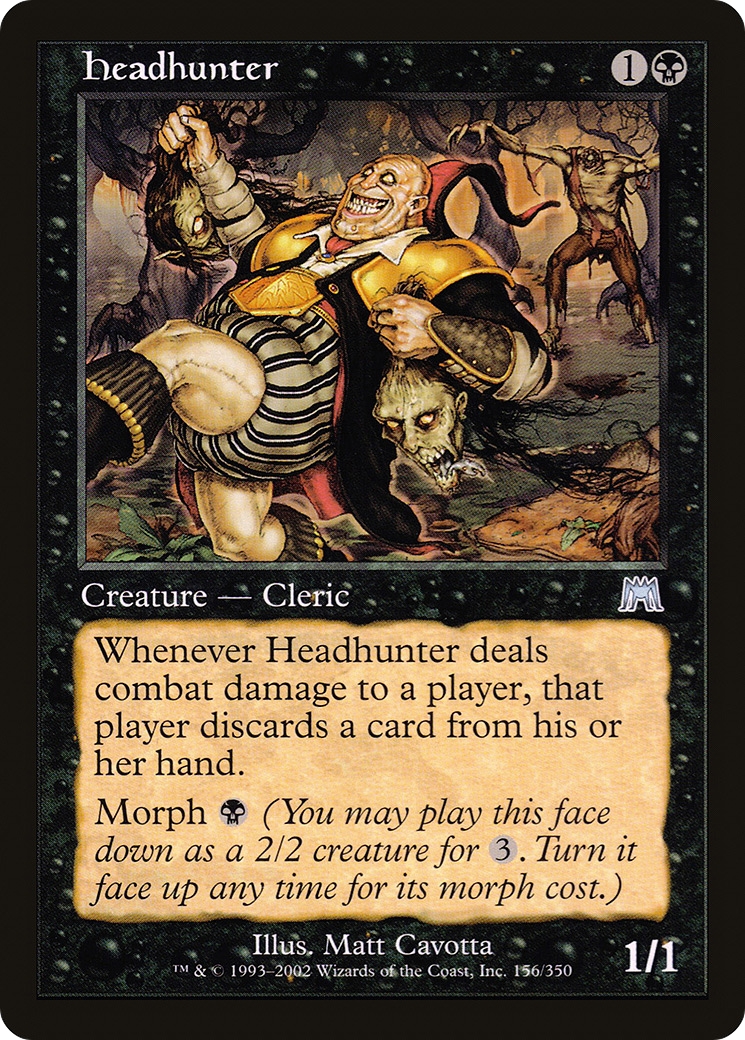 Headhunter 1
Creature — Cleric
Whenever Headhunter deals
combat damage to a player, that
player discards a card from his or
her hand.
Morph (You may play this face
down as a 2/2 creature for 3. Turn it
face up any time for its morph cost.)
Illus. Matt Cavotta
™ & © 1993–2002 Wizards of the Coast, Inc. 156/350
1/1